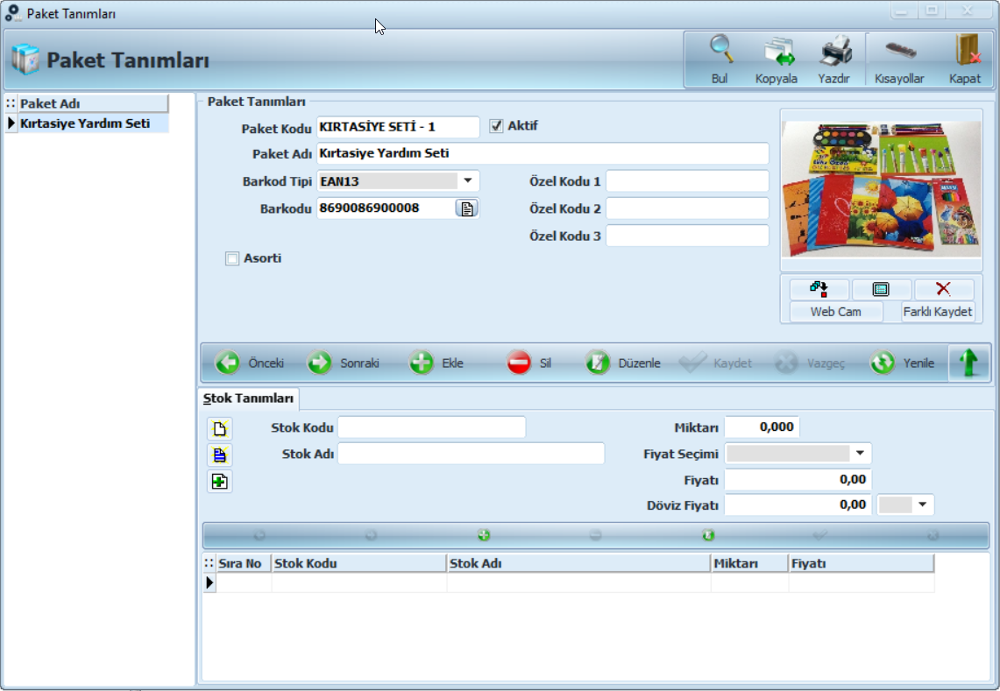 Paket Tanımları
Paket Tanımları
Bul
Kopyala
Yazdır
Kısayollar
Kapat
Paket Adı
Kırtasiye Yardım Seti
Paket Tanımları
Paket Kodu KIRTASİYE SETİ - 1 Aktif
Paket Adı Kırtasiye Yardım Seti
Barkod Tipi EAN13 Özel Kodu 1
Barkodu 8690086900008 Özel Kodu 2
Özel Kodu 3
Asorti
Web Cam Farklı Kaydet
Önceki Sonraki Ekle Sil Düzenle Kaydet Vazgeç Yenile
Stok Tanımları
Stok Kodu Miktarı 0,000
Stok Adı Fiyat Seçimi
Fiyatı 0,00
Döviz Fiyatı 0,00
Sıra No Stok Kodu Stok Adı Miktarı Fiyatı